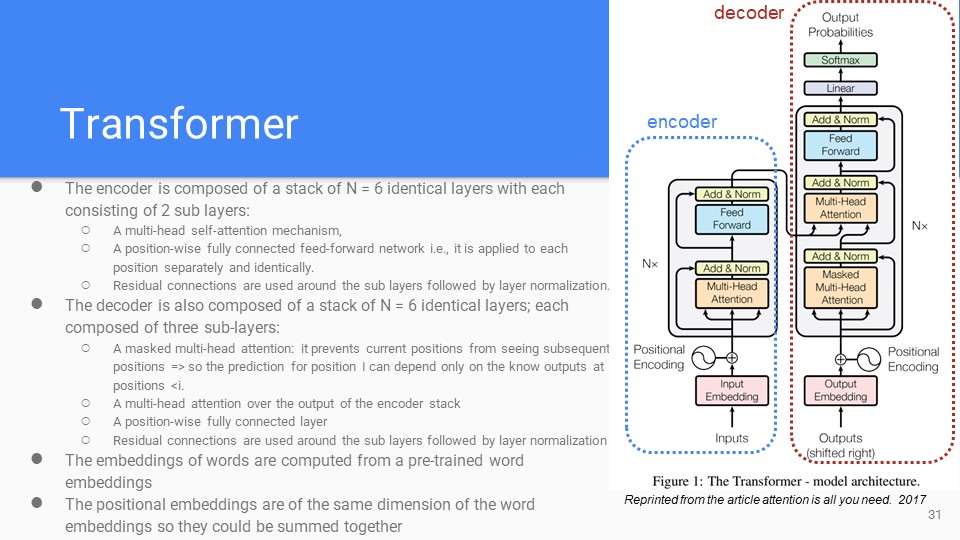 Transformer
● The encoder is composed of a stack of N = 6 identical layers with each
consisting of 2 sub layers:
○ A multi-head self-attention mechanism,
○ A position-wise fully connected feed-forward network i.e., it is applied to each
position separately and identically.
○ Residual connections are used around the sub layers followed by layer normalization.
● The decoder is also composed of a stack of N = 6 identical layers; each
composed of three sub-layers:
○ A masked multi-head attention: it prevents current positions from seeing subsequent
positions => so the prediction for position I can depend only on the know outputs at
positions <i.
○ A multi-head attention over the output of the encoder stack
○ A position-wise fully connected layer
○ Residual connections are used around the sub layers followed by layer normalization
● The embeddings of words are computed from a pre-trained word
embeddings
● The positional embeddings are of the same dimension of the word
embeddings so they could be summed together
decoder
Output
Probabilities
Softmax
Linear
Add & Norm
Feed
Forward
Add & Norm
Multi-Head
Attention
Add & Norm
Masked
Multi-Head
Attention
N×
Positional
Encoding
Output
Embedding
Outputs
(shifted right)
encoder
Add & Norm
Feed
Forward
Add & Norm
Multi-Head
Attention
N×
Positional
Encoding
Input
Embedding
Inputs
Figure 1: The Transformer - model architecture.
Reprinted from the article attention is all you need. 2017
31